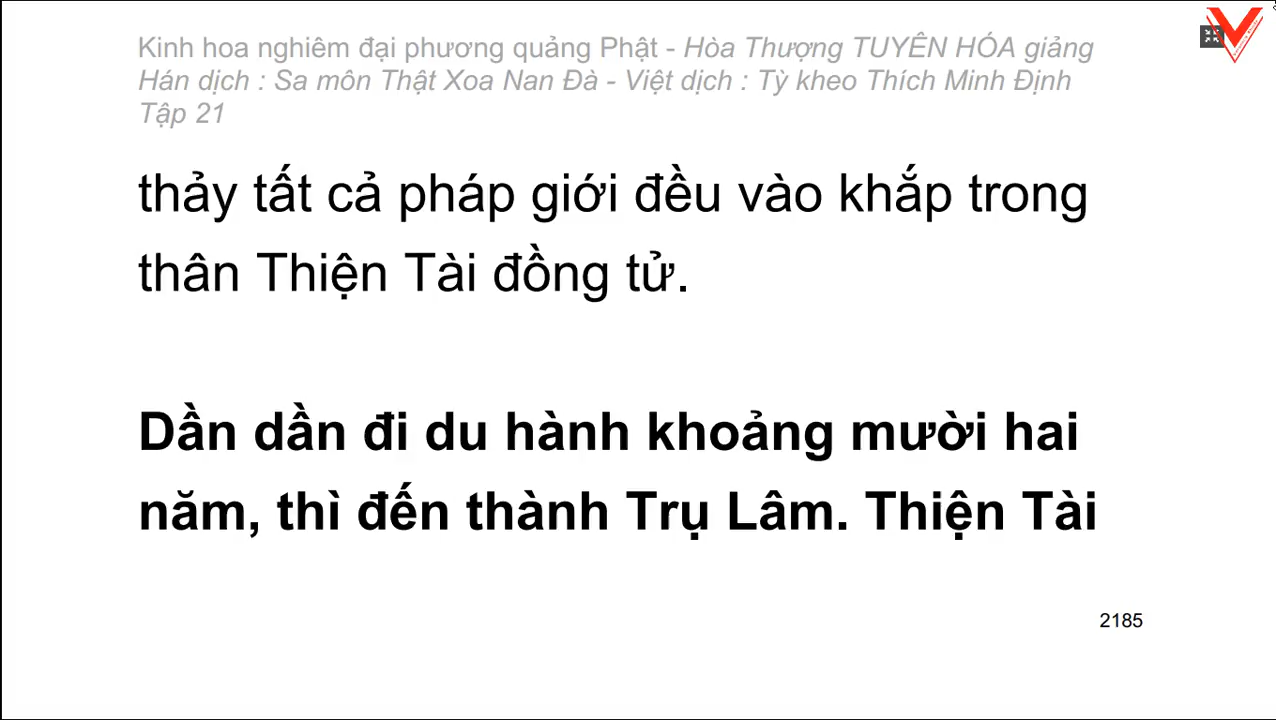 Kinh hoa nghiêm đại phương quảng Phật - Hòa Thượng TUYÊN HÓA giảng
Hán dịch : Sa môn Thật Xoa Nan Đà - Việt dịch : Tỳ kheo Thích Minh Định
Tập 21
thảy tất cả pháp giới đều vào khắp trong
thân Thiện Tài đồng tử.
Dần dần đi du hành khoảng mười hai
năm, thì đến thành Trụ Lâm. Thiện Tài
2185